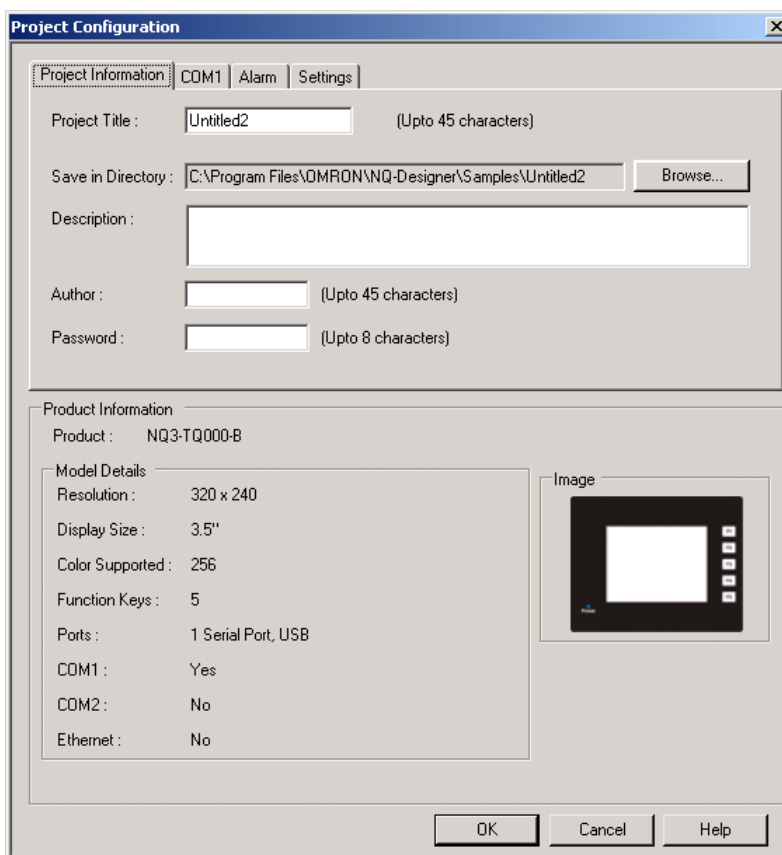 Project Configuration
Project Information COM1 Alarm Settings
Project Title : Untitled2 (Upto 45 characters)
Save in Directory : C:\Program Files\OMRON\NQ-Designer\Samples\Untitled2 Browse...
Description :
Author : (Upto 45 characters)
Password : (Upto 8 characters)
Product Information
Product : NQ3-TQ000-B
Model Details
Resolution : 320 x 240
Display Size : 3.5"
Color Supported : 256
Function Keys : 5
Ports : 1 Serial Port, USB
COM1 : Yes
COM2 : No
Ethernet : No
Image
OK Cancel Help